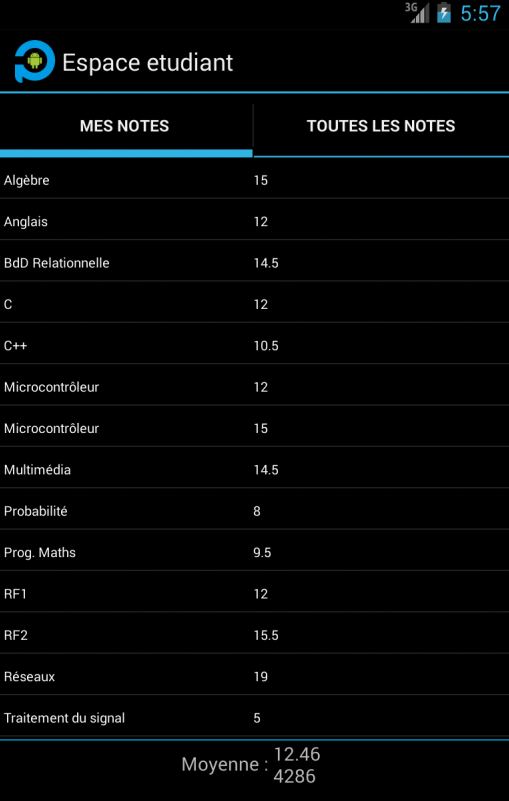 3G 5:57
Espace etudiant
MES NOTES TOUTES LES NOTES
Algèbre 15
Anglais 12
BdD Relationnelle 14.5
C 12
C++ 10.5
Microcontrôleur 12
Microcontrôleur 15
Multimédia 14.5
Probabilité 8
Prog. Maths 9.5
RF1 12
RF2 15.5
Réseaux 19
Traitement du signal 5
Moyenne : 12.46
4286